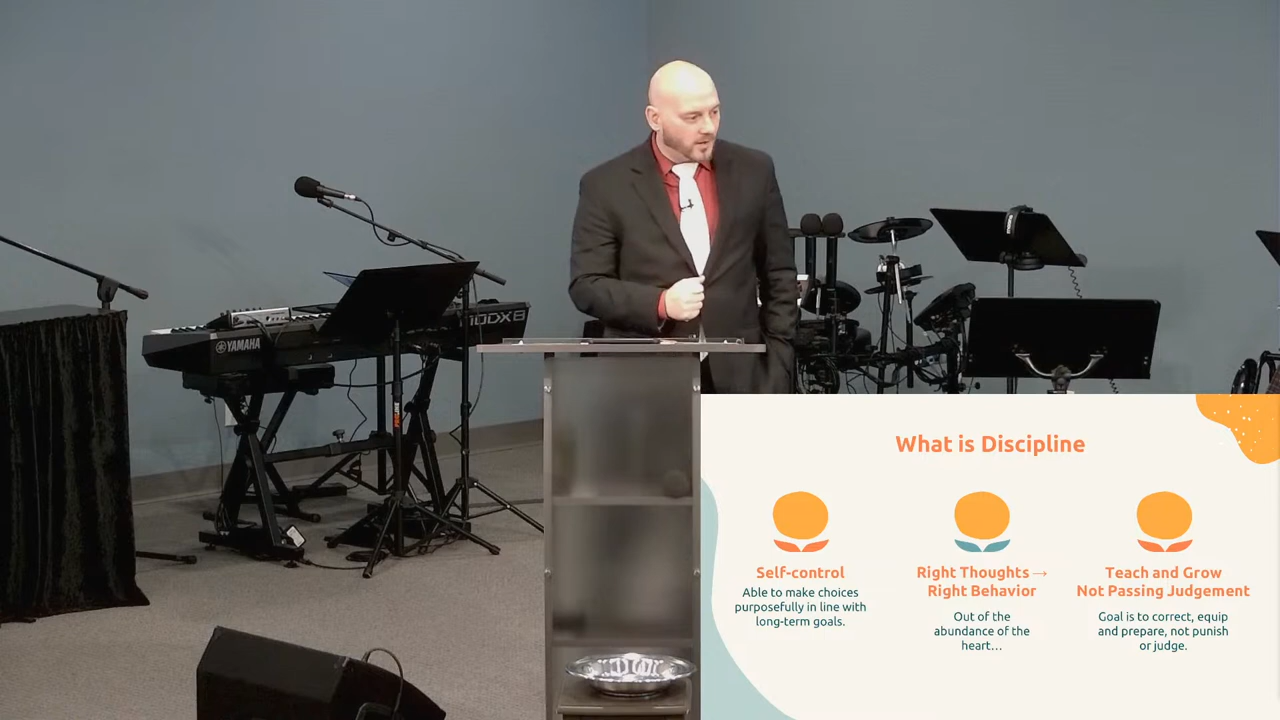 YAMAHA
What is Discipline
Self-control
Able to make choices
purposefully in line with
long-term goals.
Right Thoughts →
Right Behavior
Out of the
abundance of the
heart...
Teach and Grow
Not Passing Judgement
Goal is to correct, equip
and prepare, not punish
or judge.